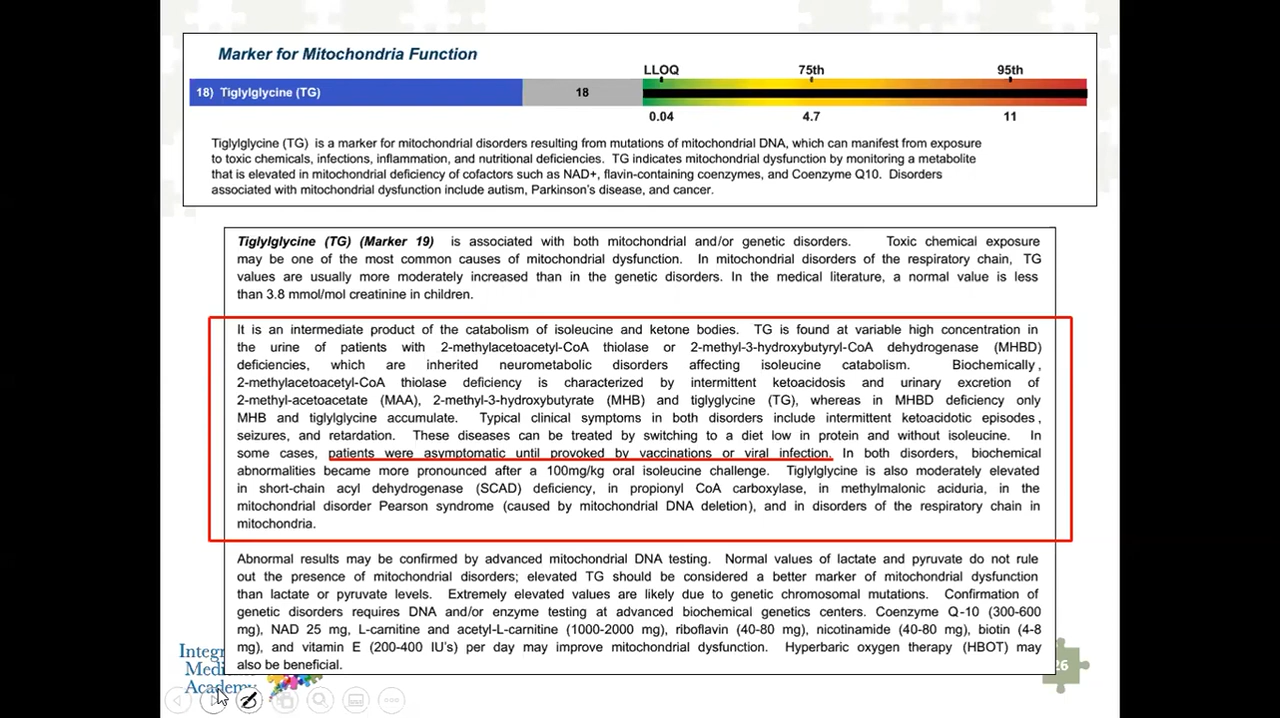 Marker for Mitochondria Function
LLOQ 75th 95th
18) Tiglylglycine (TG) 18
0.04 4.7 11
Tiglylglycine (TG) is a marker for mitochondrial disorders resulting from mutations of mitochondrial DNA, which can manifest from exposure
to toxic chemicals, infections, inflammation, and nutritional deficiencies. TG indicates mitochondrial dysfunction by monitoring a metabolite
that is elevated in mitochondrial deficiency of cofactors such as NAD+, flavin-containing coenzymes, and Coenzyme Q10. Disorders
associated with mitochondrial dysfunction include autism, Parkinson's disease, and cancer.
Tiglylglycine (TG) (Marker 19) is associated with both mitochondrial and/or genetic disorders. Toxic chemical exposure
may be one of the most common causes of mitochondrial dysfunction. In mitochondrial disorders of the respiratory chain, TG
values are usually more moderately increased than in the genetic disorders. In the medical literature, a normal value is less
than 3.8 mmol/mol creatinine in children.
It is an intermediate product of the catabolism of isoleucine and ketone bodies. TG is found at variable high concentration in
the urine of patients with 2-methylacetoacetyl-CoA thiolase or 2-methyl-3-hydroxybutyryl-CoA dehydrogenase (MHBD)
deficiencies, which are inherited neurometabolic disorders affecting isoleucine catabolism. Biochemically,
2-methylacetoacetyl-CoA thiolase deficiency is characterized by intermittent ketoacidosis and urinary excretion of
2-methyl-acetoacetate (MAA), 2-methyl-3-hydroxybutyrate (MHB) and tiglyglycine (TG), whereas in MHBD deficiency only
MHB and tiglylglycine accumulate. Typical clinical symptoms in both disorders include intermittent ketoacidotic episodes,
seizures, and retardation. These diseases can be treated by switching to a diet low in protein and without isoleucine. In
some cases, patients were asymptomatic until provoked by vaccinations or viral infection. In both disorders, biochemical
abnormalities became more pronounced after a 100mg/kg oral isoleucine challenge. Tiglylglycine is also moderately elevated
in short-chain acyl dehydrogenase (SCAD) deficiency, in propionyl CoA carboxylase, in methylmalonic aciduria, in the
mitochondrial disorder Pearson syndrome (caused by mitochondrial DNA deletion), and in disorders of the respiratory chain in
mitochondria.
Abnormal results may be confirmed by advanced mitochondrial DNA testing. Normal values of lactate and pyruvate do not rule
out the presence of mitochondrial disorders; elevated TG should be considered a better marker of mitochondrial dysfunction
than lactate or pyruvate levels. Extremely elevated values are likely due to genetic chromosomal mutations. Confirmation of
genetic disorders requires DNA and/or enzyme testing at advanced biochemical genetics centers. Coenzyme Q-10 (300-600
mg), NAD 25 mg, L-carnitine and acetyl-L-carnitine (1000-2000 mg), riboflavin (40-80 mg), nicotinamide (40-80 mg), biotin (4-8
mg), and vitamin E (200-400 IU's) per day may improve mitochondrial dysfunction. Hyperbaric oxygen therapy (HBOT) may
also be beneficial.
Integr
Medi
Academy
26